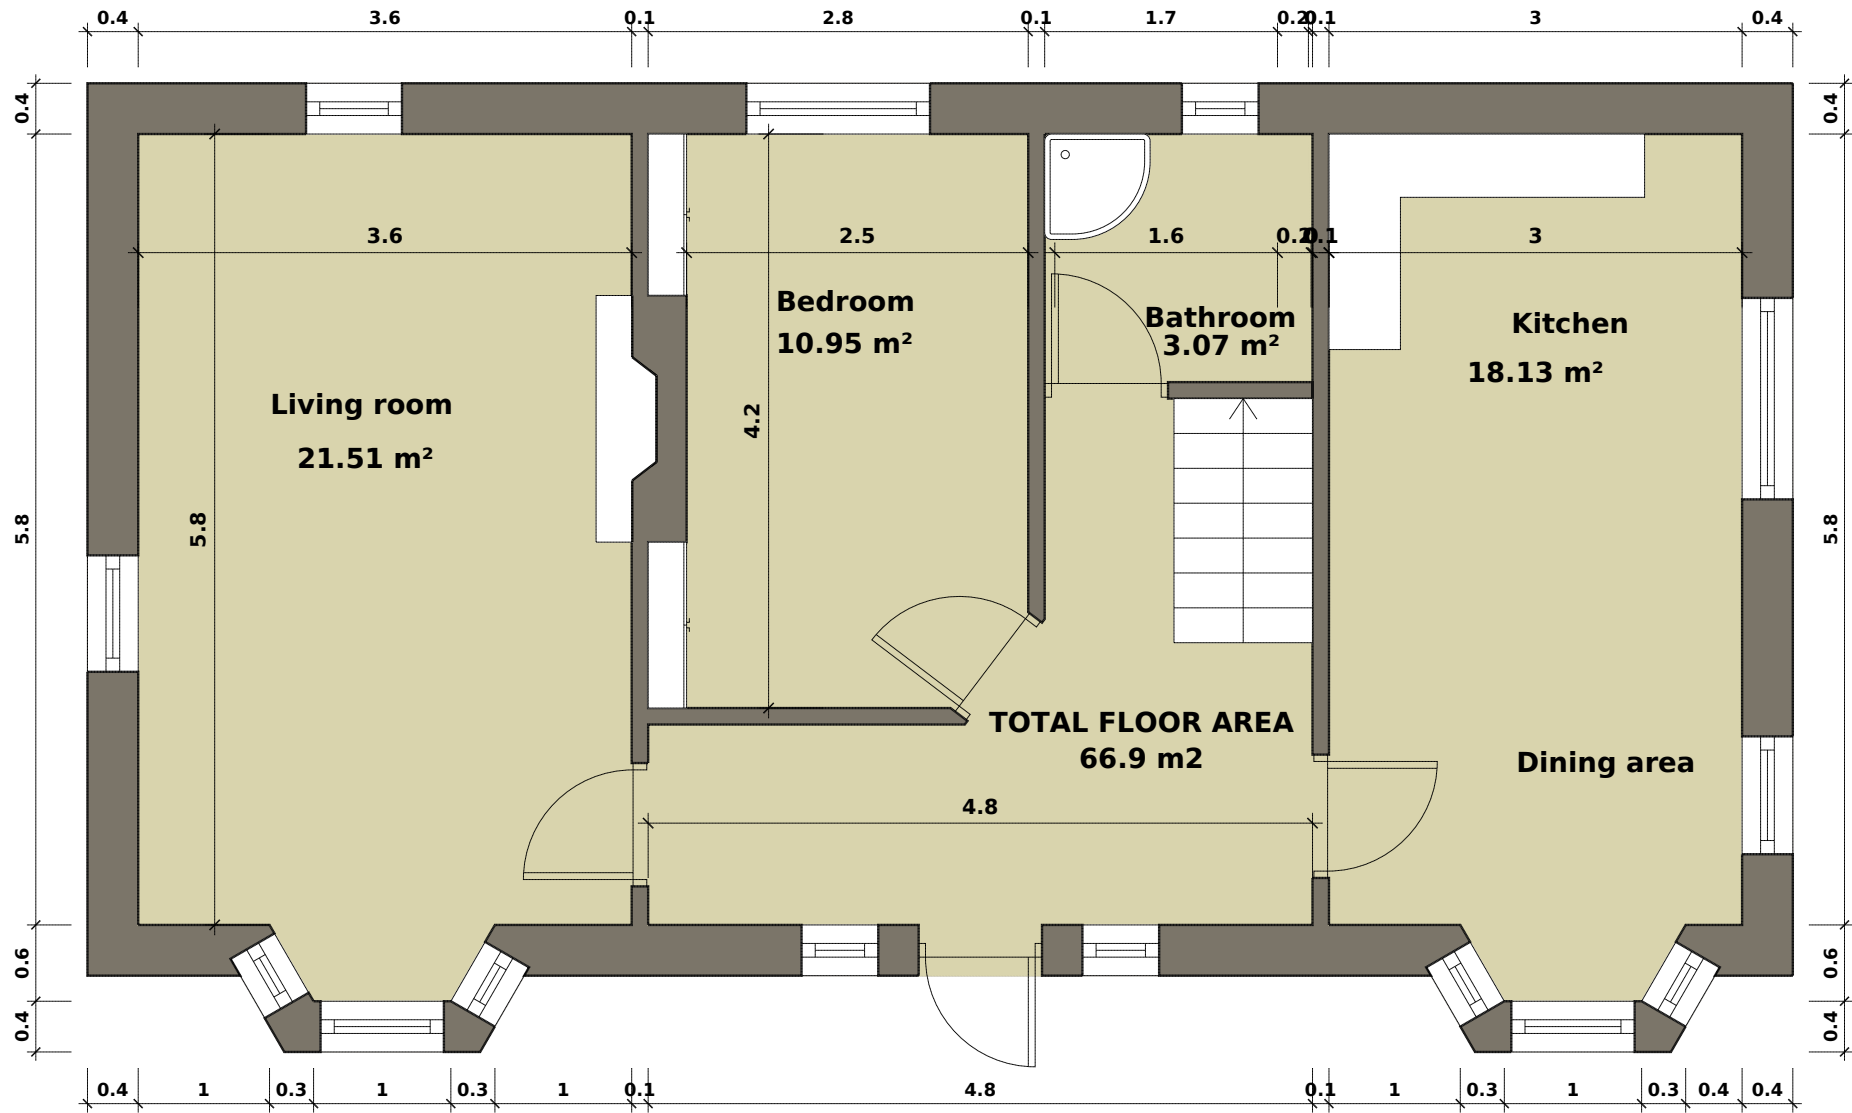 0.4 3.6 0.1 2.8 0.1 1.7 0.2 0.1 3 0.4
0.4 0.4
3.6 2.5 1.6 0.2 0.1 3
Bedroom
10.95 m²
Bathroom
3.07 m²
Kitchen
18.13 m²
Living room
21.51 m²
4.2
5.8 5.8 5.8
TOTAL FLOOR AREA
66.9 m2
Dining area
4.8
0.6 0.6
0.4 0.4
0.4 1 0.3 1 0.3 1 0.1 4.8 0.1 1 0.3 1 0.3 0.4 0.4